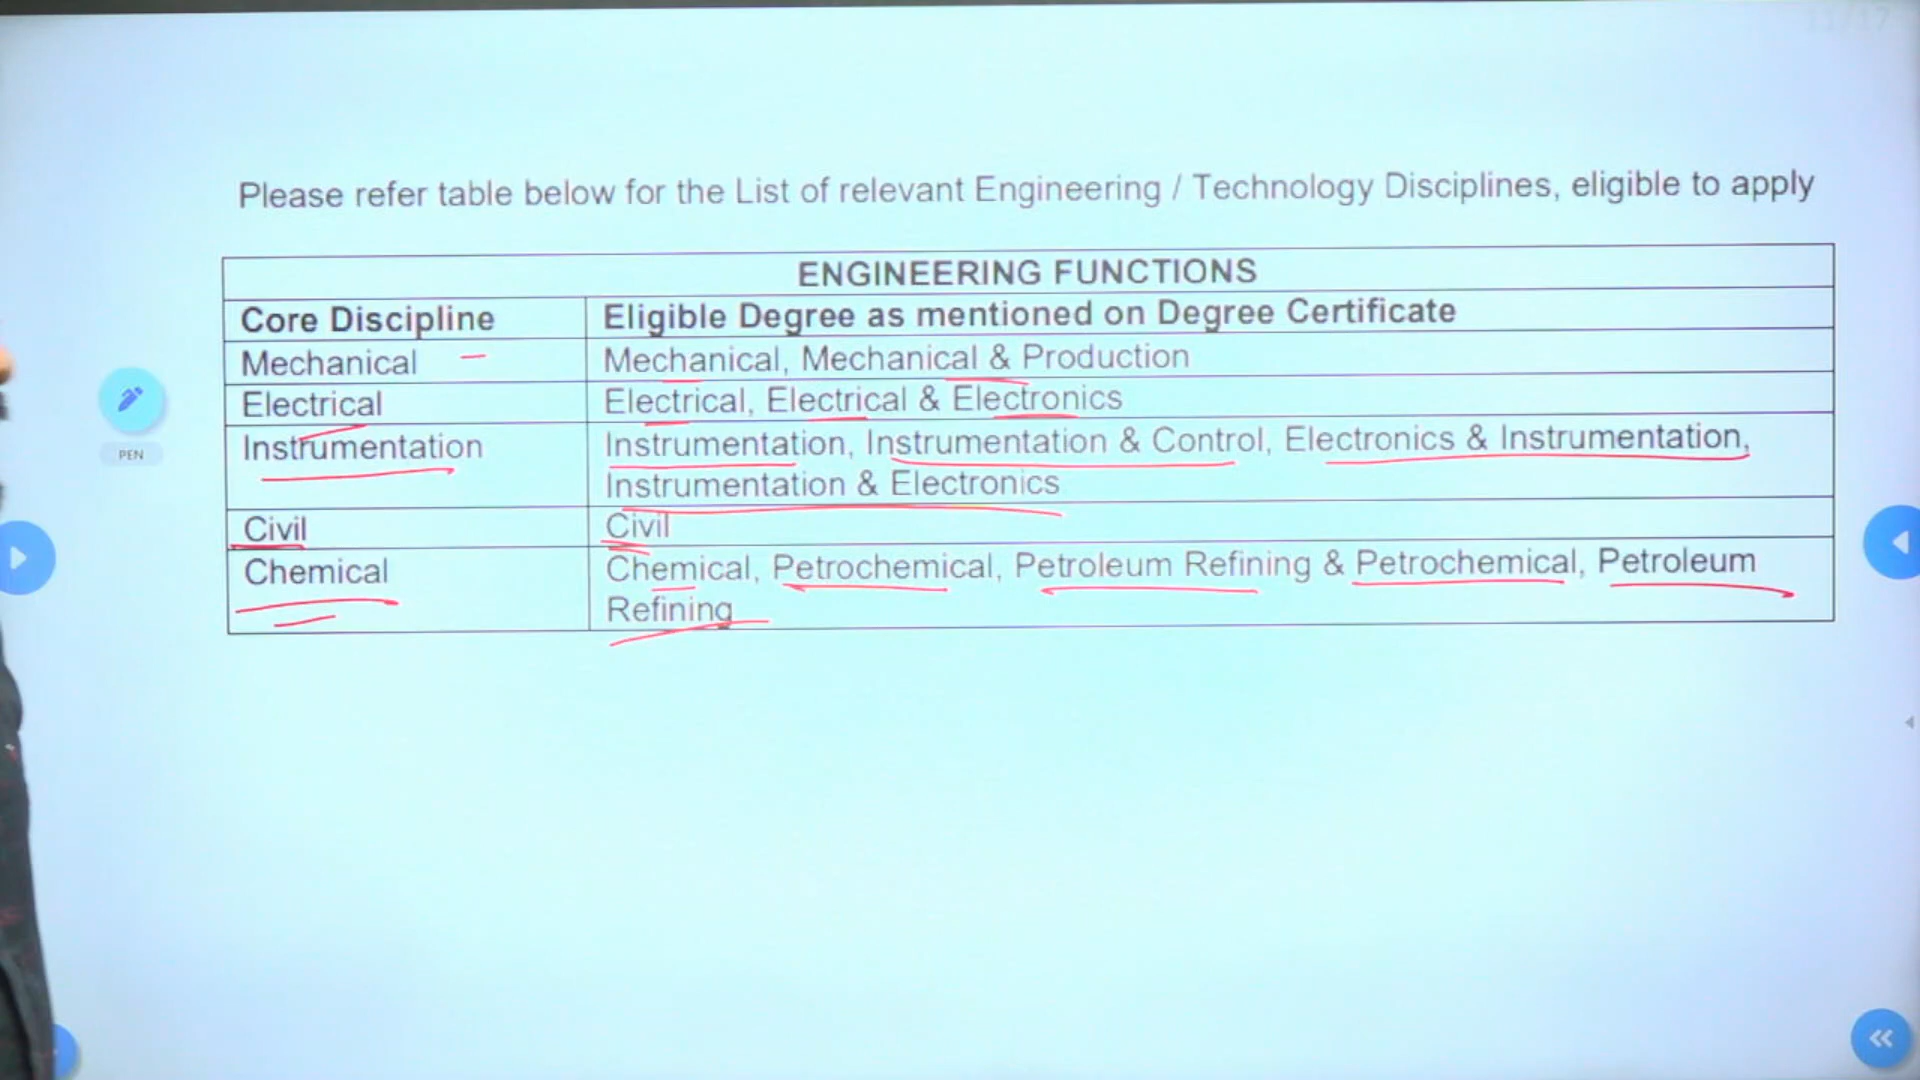 Please refer table below for the List of relevant Engineering / Technology Disciplines, eligible to apply
ENGINEERING FUNCTIONS
Core Discipline
Eligible Degree as mentioned on Degree Certificate
Mechanical
Mechanical, Mechanical & Production
Electrical
Electrical, Electrical & Electronics
Instrumentation
Instrumentation, Instrumentation & Control, Electronics & Instrumentation,
Instrumentation & Electronics
Civil
Civil
Chemical
Chemical, Petrochemical, Petroleum Refining & Petrochemical, Petroleum
Refining
PEN